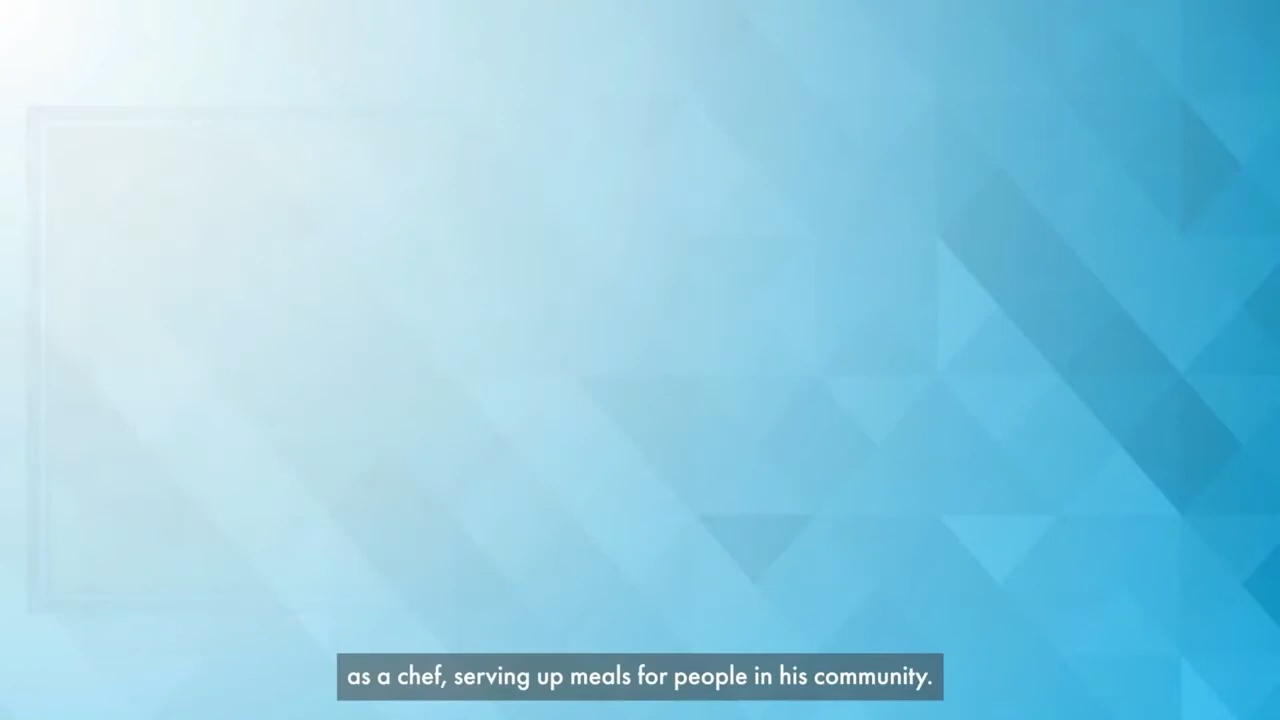 as a chef, serving up meals for people in his community.